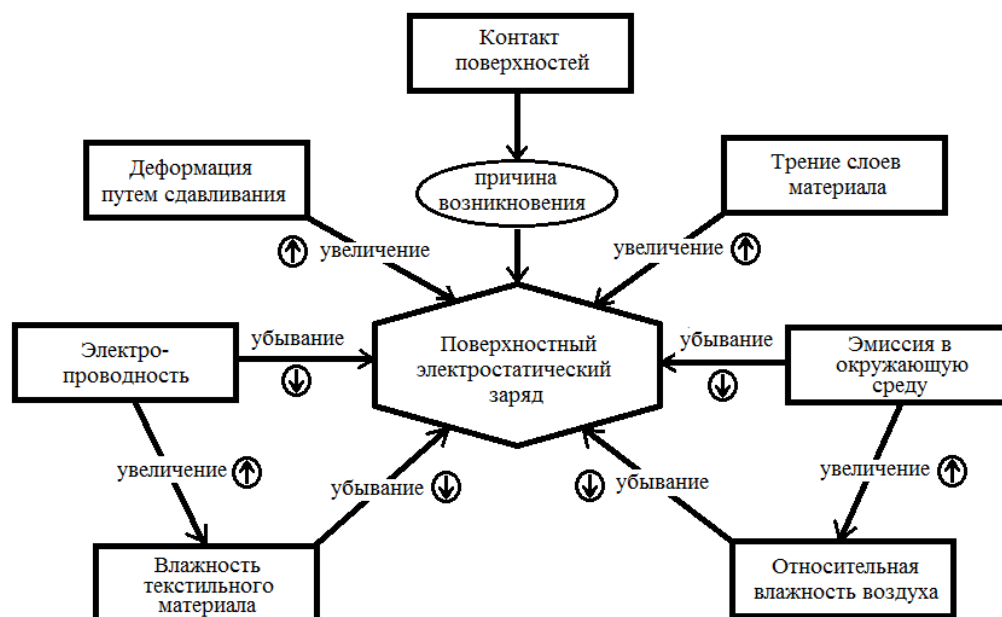 Контакт
поверхностей
Деформация
путем сдавливания
причина
возникновения
Трение слоев
материала
увеличение
увеличение
Электро-
проводность
убывание
Поверхностный
электростатический
заряд
убывание
Эмиссия в
окружающую
среду
увеличение
убывание
убывание
увеличение
Влажность
текстильного
материала
Относительная
влажность воздуха